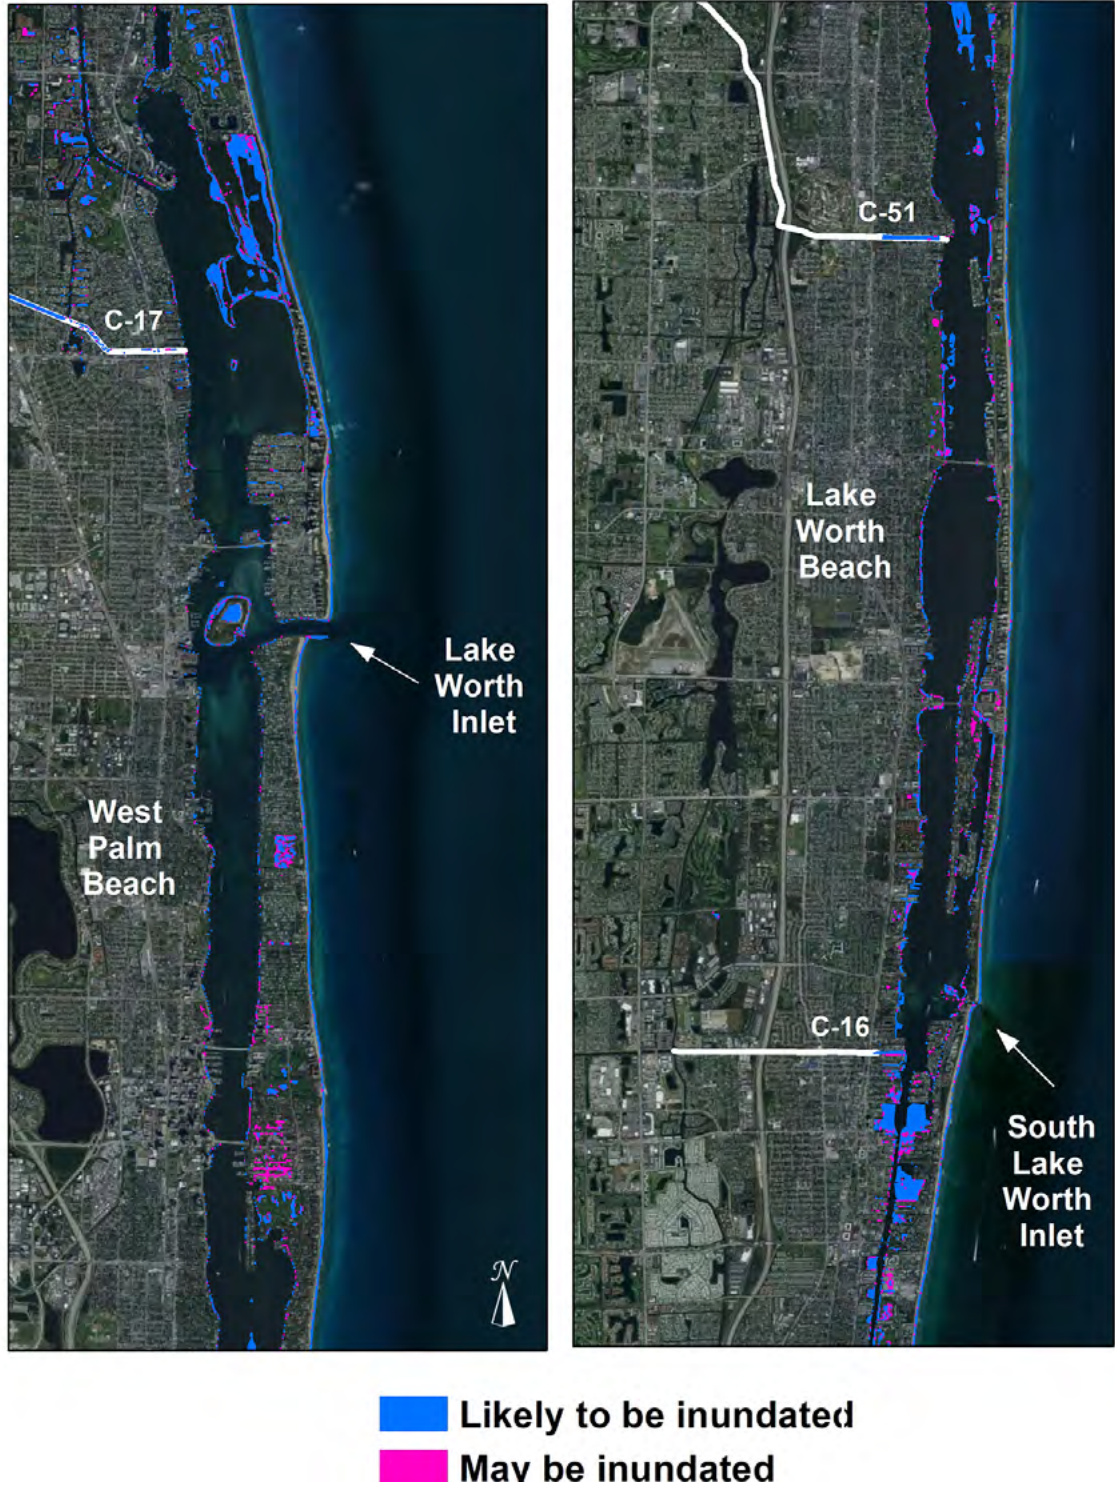 C-17
Lake
Worth
Inlet
West
Palm
Beach
N
C-51
Lake
Worth
Beach
C-16
South
Lake
Worth
Inlet
Likely to be inundated
May be inundated